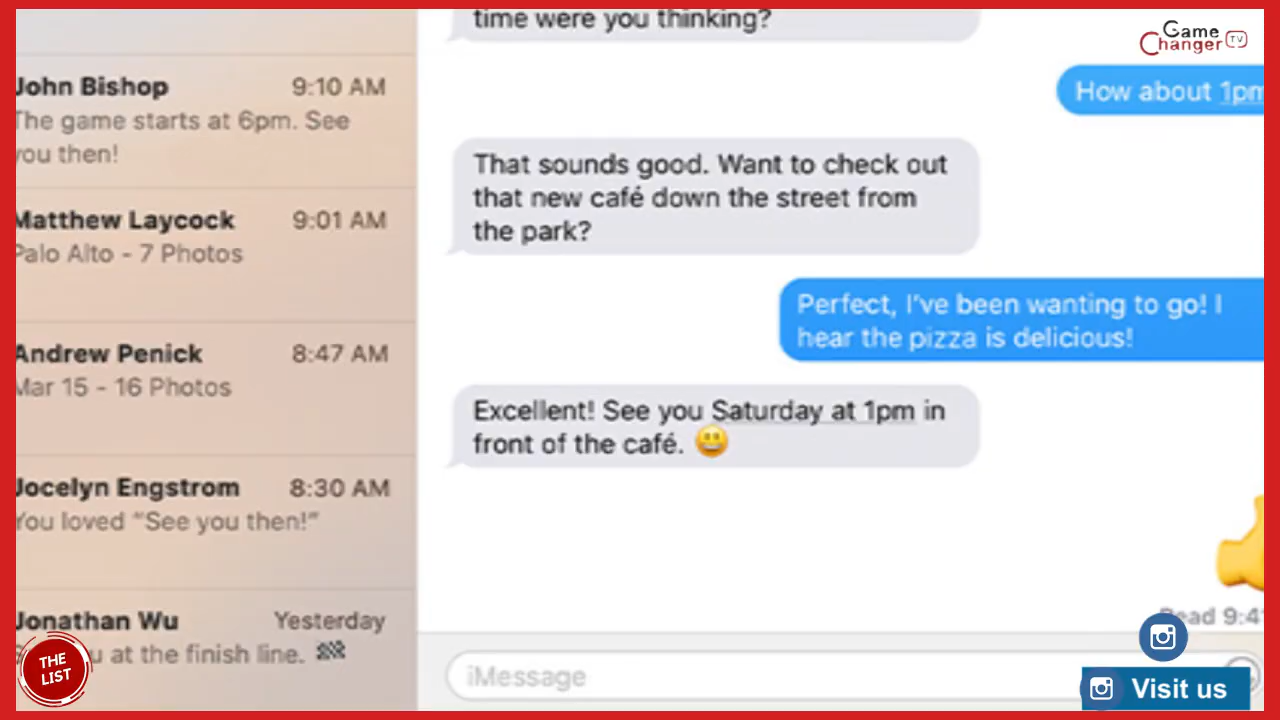 time were you thinking?
Game
Changer TV
John Bishop 9:10 AM
The game starts at 6pm. See
you then!
How about 1pm
That sounds good. Want to check out
that new café down the street from
the park?
Matthew Laycock 9:01 AM
Palo Alto - 7 Photos
Perfect, I've been wanting to go! I
hear the pizza is delicious!
Andrew Penick 8:47 AM
Mar 15 - 16 Photos
Excellent! See you Saturday at 1pm in
front of the café. 😀
Jocelyn Engstrom 8:30 AM
You loved “See you then!”
Jonathan Wu Yesterday
at the finish line. 🏁
Read 9:41
THE
LIST
iMessage
Visit us